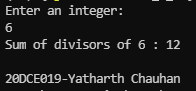 Enter an integer:
6
Sum of divisors of 6 : 12
20DCE019-Yatharth Chauhan